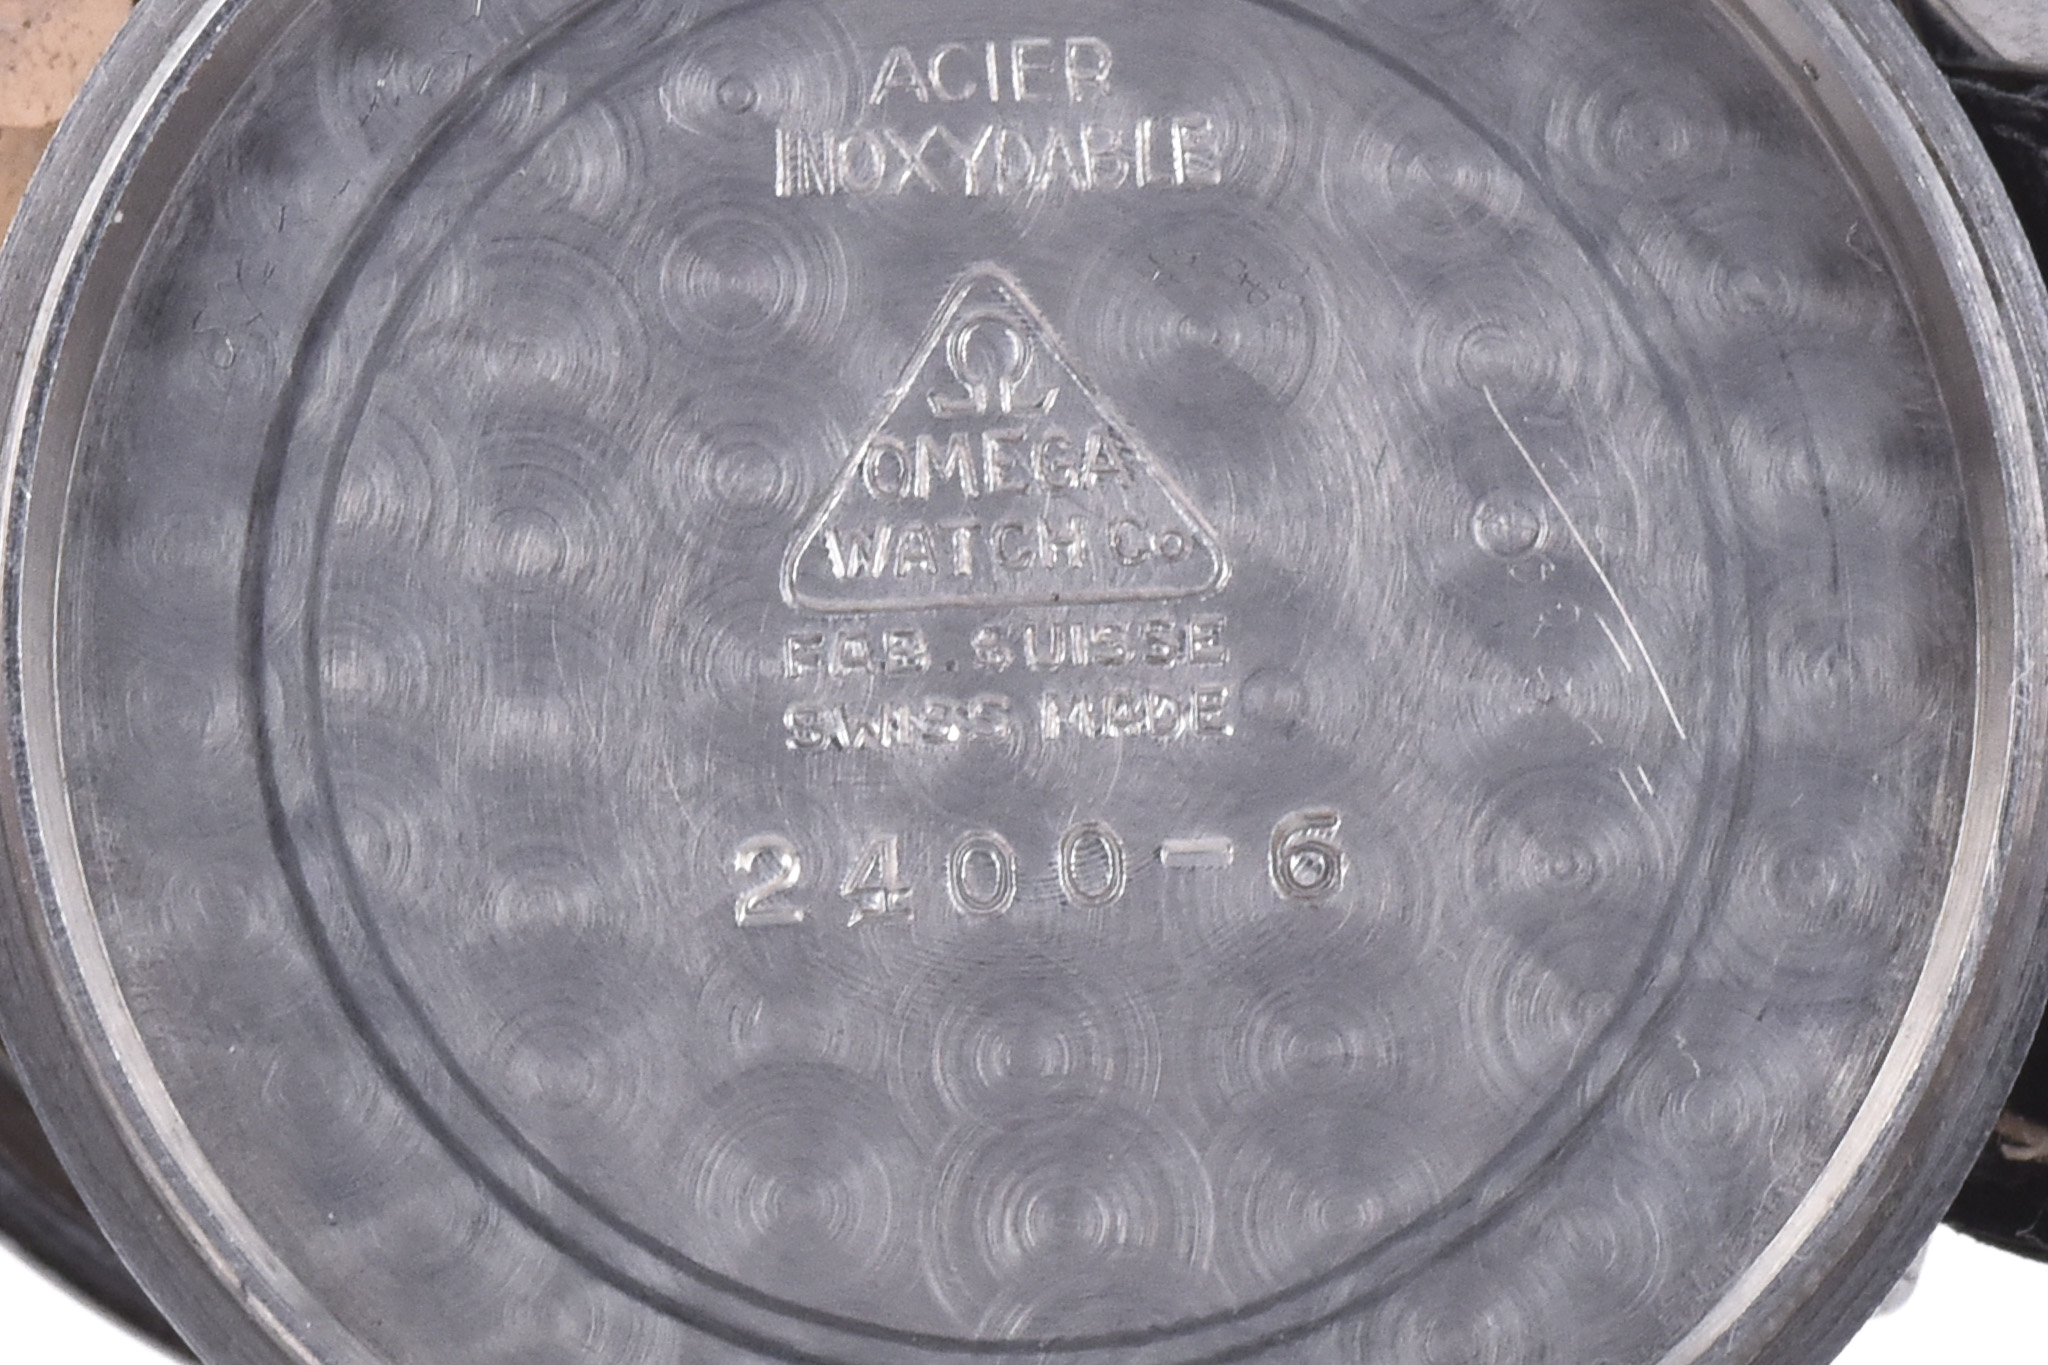 ACIER
INOXYDABLE
Ω
OMEGA
WATCH Co
FAB. SUISSE
SWISS MADE
2400-6